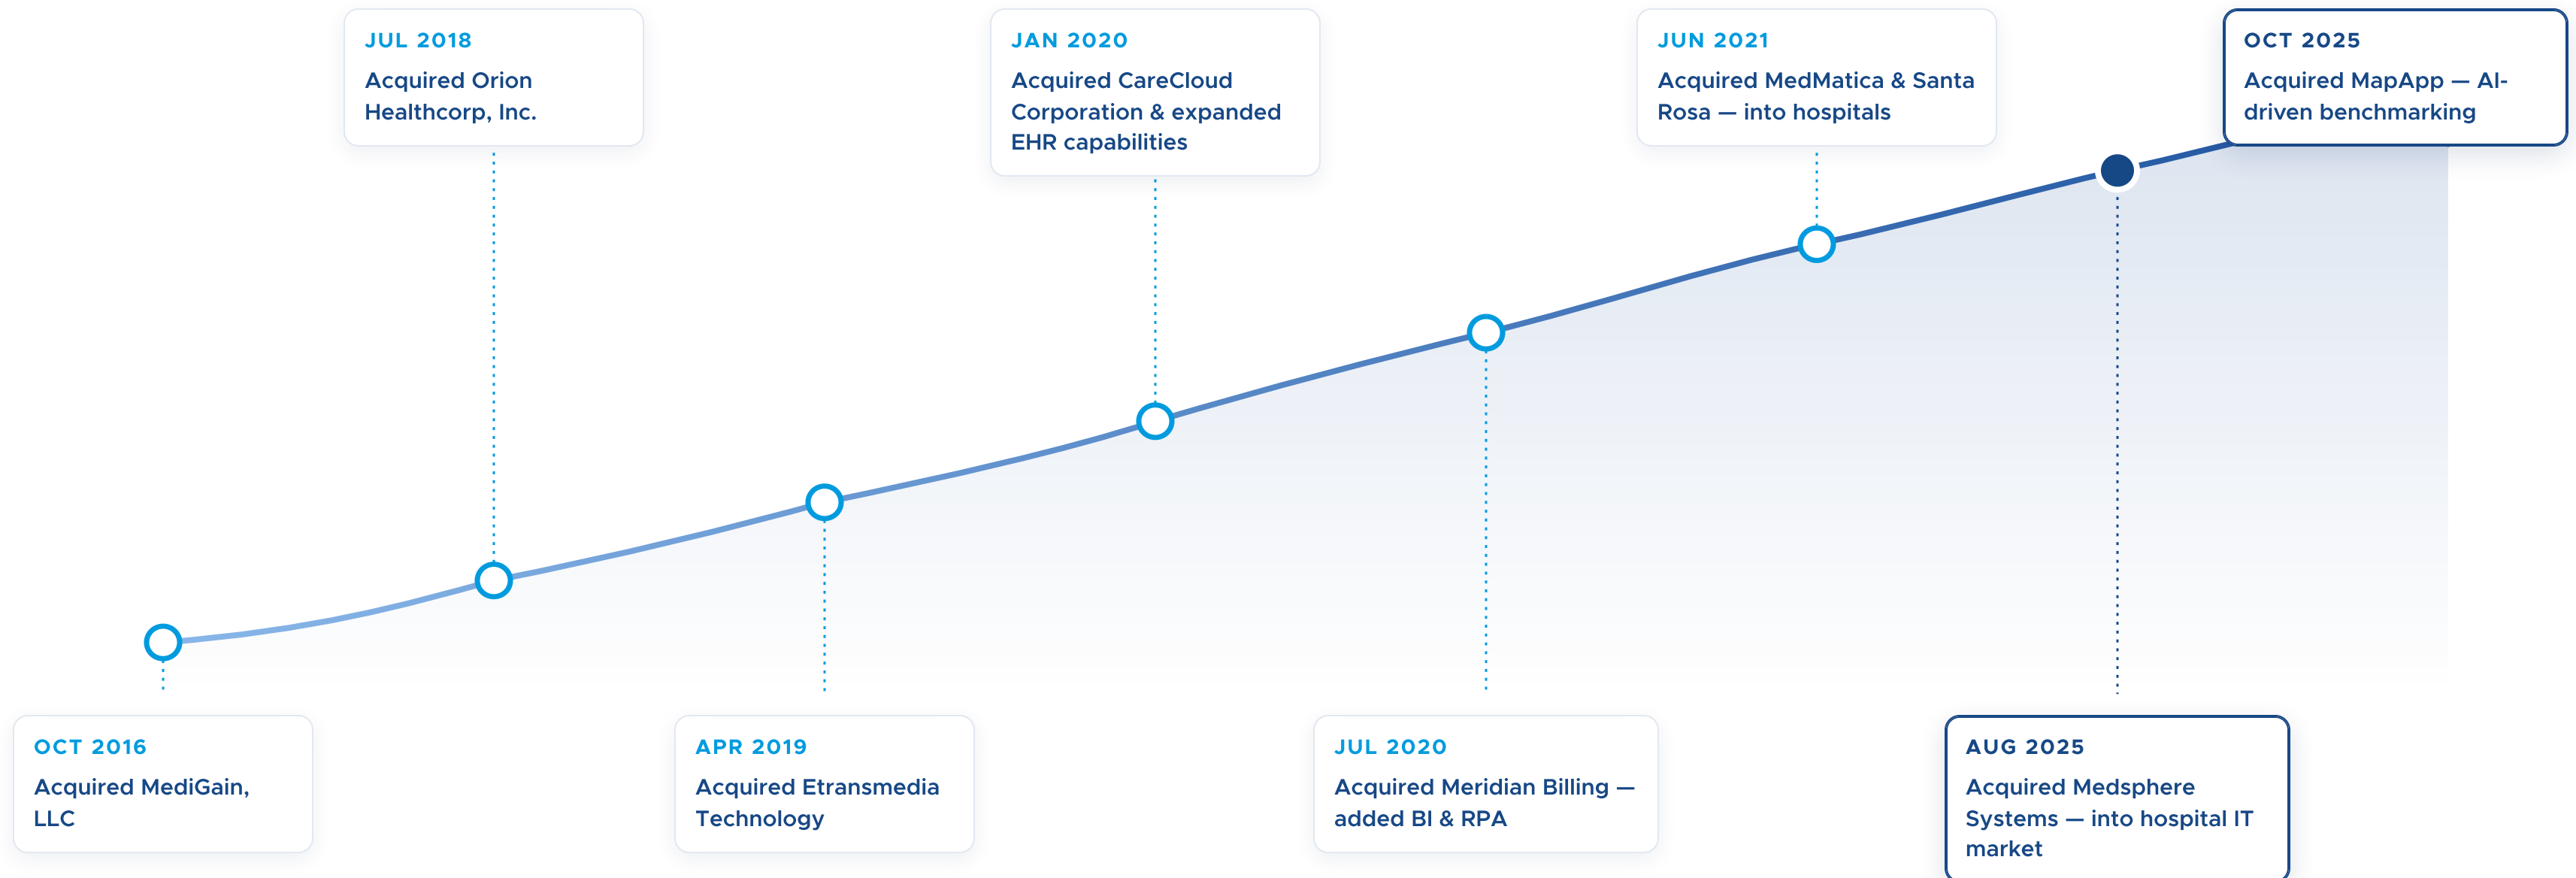 JUL 2018
Acquired Orion
Healthcorp, Inc.
JAN 2020
Acquired CareCloud
Corporation & expanded
EHR capabilities
JUN 2021
Acquired MedMatica & Santa
Rosa — into hospitals
OCT 2025
Acquired MapApp — AI-
driven benchmarking
OCT 2016
Acquired MediGain,
LLC
APR 2019
Acquired Etransmedia
Technology
JUL 2020
Acquired Meridian Billing —
added BI & RPA
AUG 2025
Acquired Medsphere
Systems — into hospital IT
market